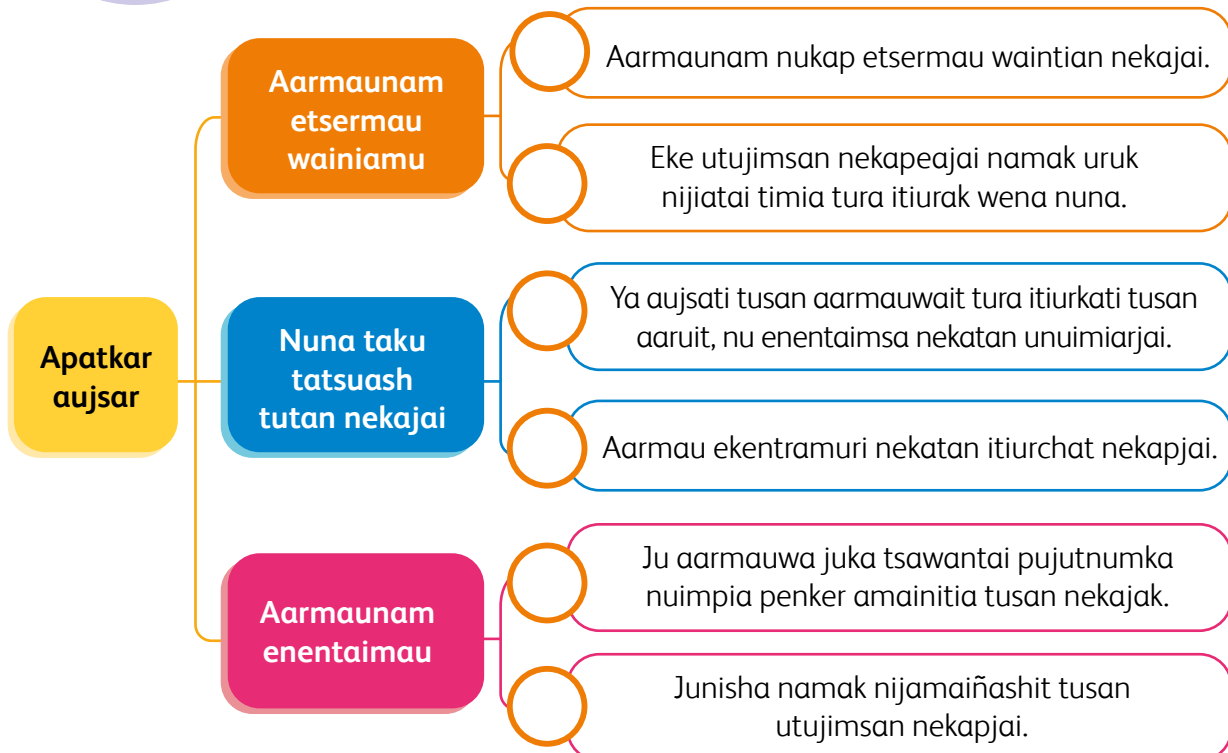 Apatkar
aujsar
Aarmaunam
etsermau
wainiamu
Aarmaunam nukap etsermau waintian nekajai.
Eke utujimsan nekapeajai namak uruk
nijiatai timia tura itiurak wena nuna.
Nuna taku
tatsuash
tutan nekajai
Ya aujsati tusan aarmauwait tura itiurkati tusan
aaruit, nu enentaimsa nekatan unuimiarjai.
Aarmau ekentramuri nekatan itiurchat nekapjai.
Aarmaunam
enentaimau
Ju aarmauwa juka tsawantai pujutnumka
nuimpia penker amainitia tusan nekajak.
Junisha namak nijamaiñashit tusan
utujimsan nekapjai.